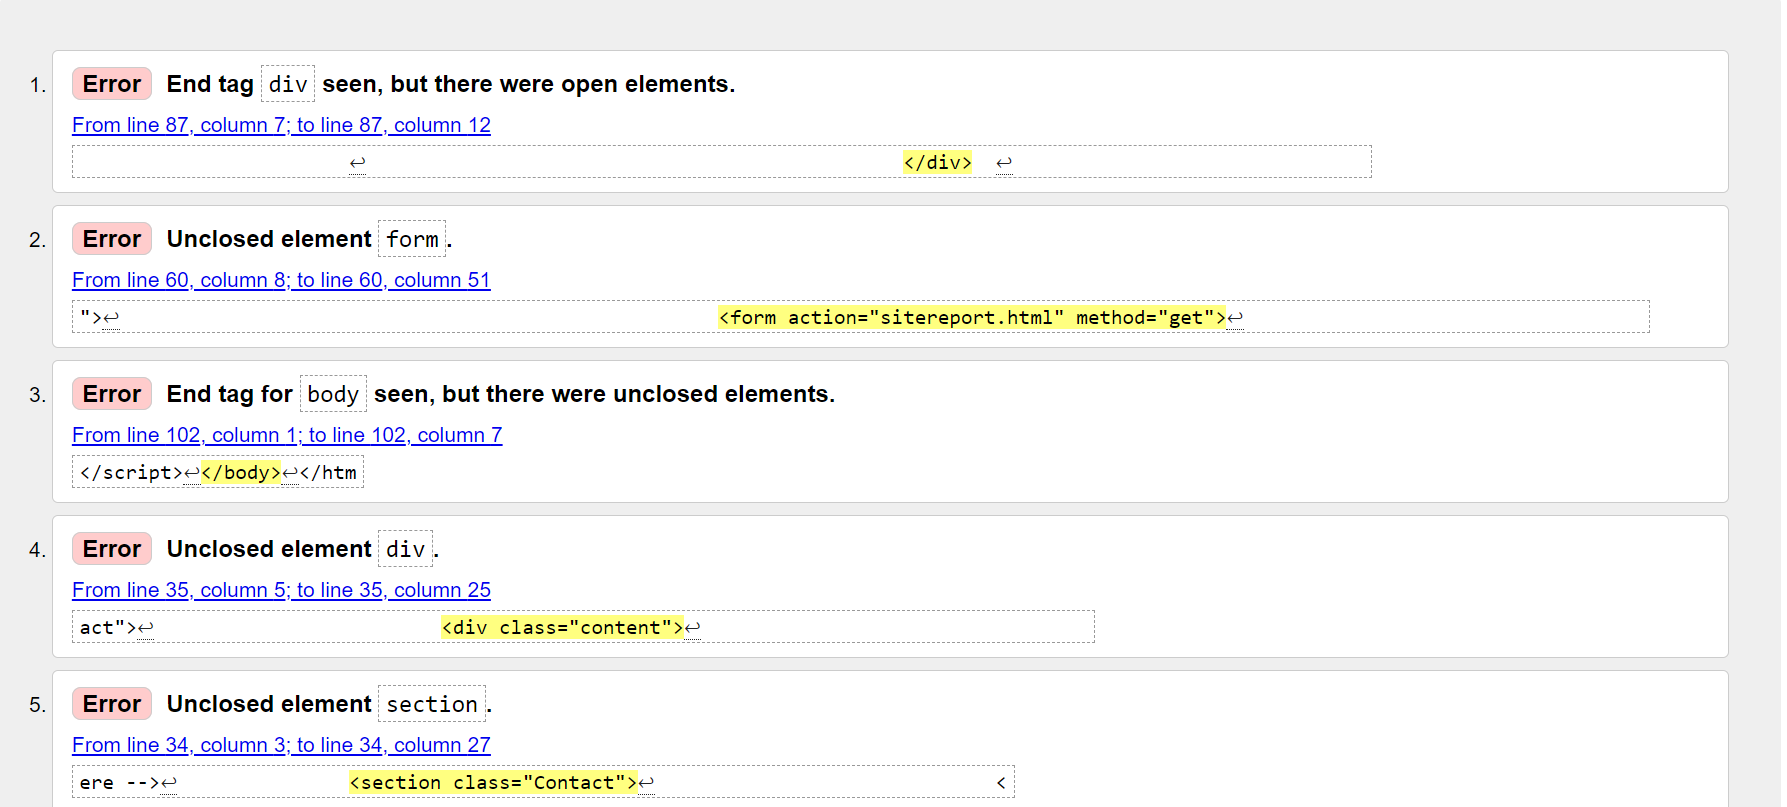 1. Error End tag div seen, but there were open elements.
From line 87, column 7; to line 87, column 12
↩ </div> ↩
2. Error Unclosed element form.
From line 60, column 8; to line 60, column 51
">↩ <form action="sitereport.html" method="get">↩
3. Error End tag for body seen, but there were unclosed elements.
From line 102, column 1; to line 102, column 7
</script>↩</body>↩</htm
4. Error Unclosed element div.
From line 35, column 5; to line 35, column 25
act">↩ <div class="content">↩
5. Error Unclosed element section.
From line 34, column 3; to line 34, column 27
ere -->↩ <section class="Contact">↩ <